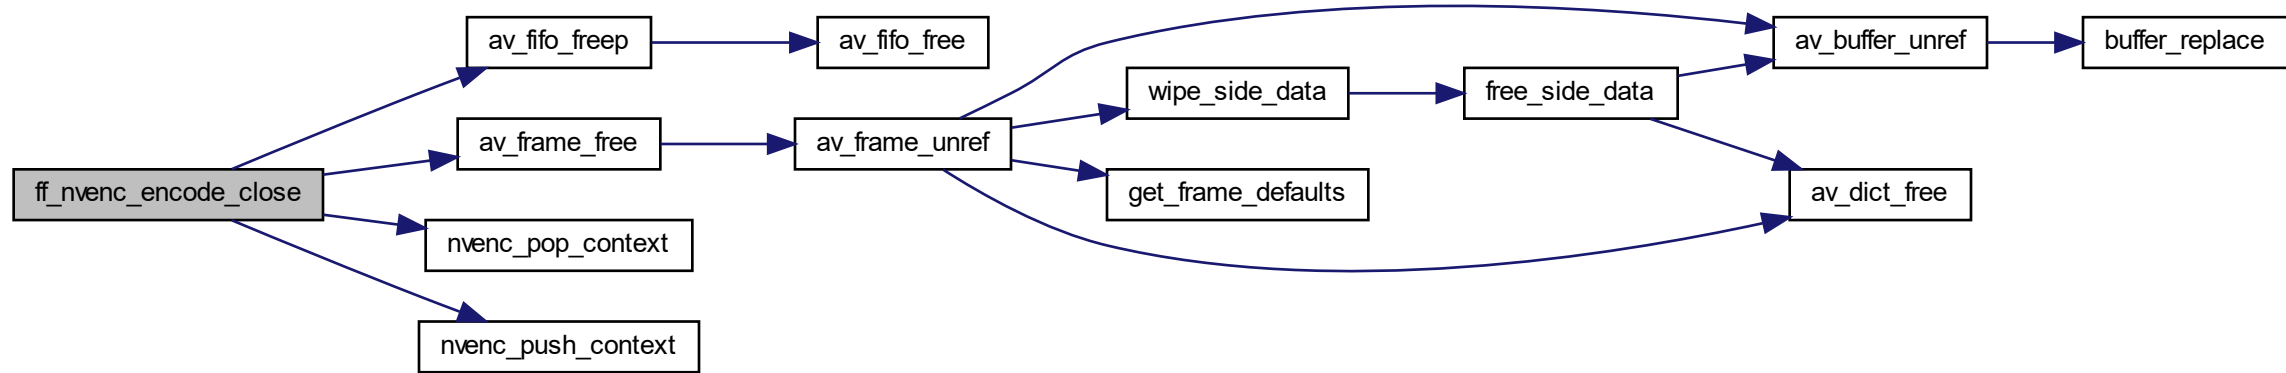 ff_nvenc_encode_close
av_fifo_freep
av_fifo_free
av_frame_free
av_frame_unref
wipe_side_data
free_side_data
av_buffer_unref
buffer_replace
get_frame_defaults
av_dict_free
nvenc_pop_context
nvenc_push_context